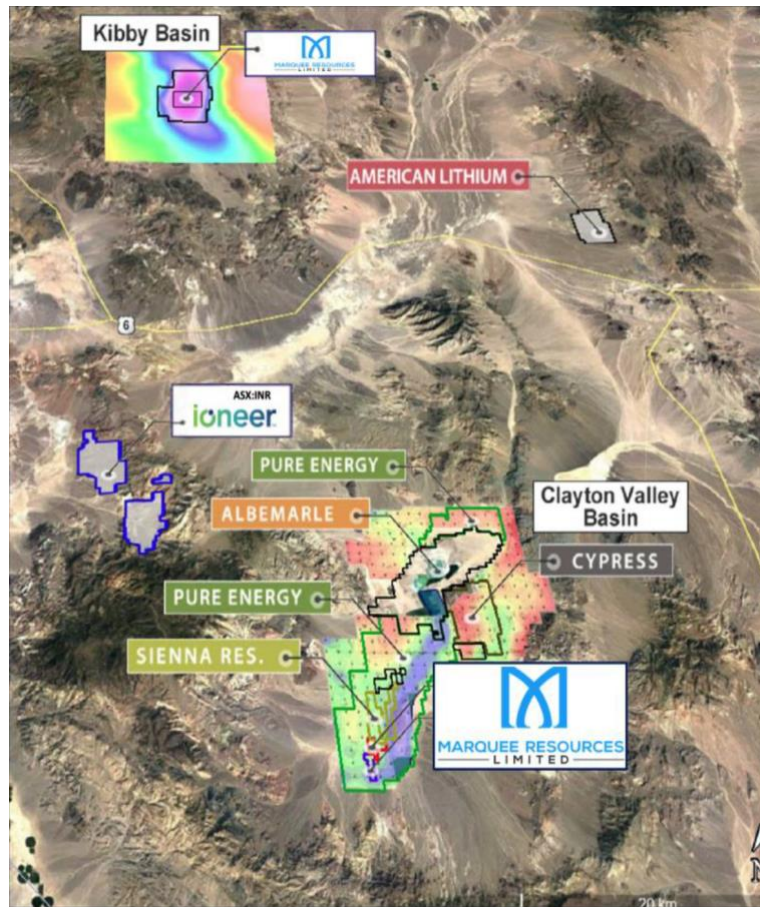 Kibby Basin
MARQUEE RESOURCES
LIMITED
AMERICAN LITHIUM
6
ASX:INR
ioneer
PURE ENERGY
Clayton Valley
Basin
ALBEMARLE
CYPRESS
PURE ENERGY
SIENNA RES.
MARQUEE RESOURCES
LIMITED
N
20 km